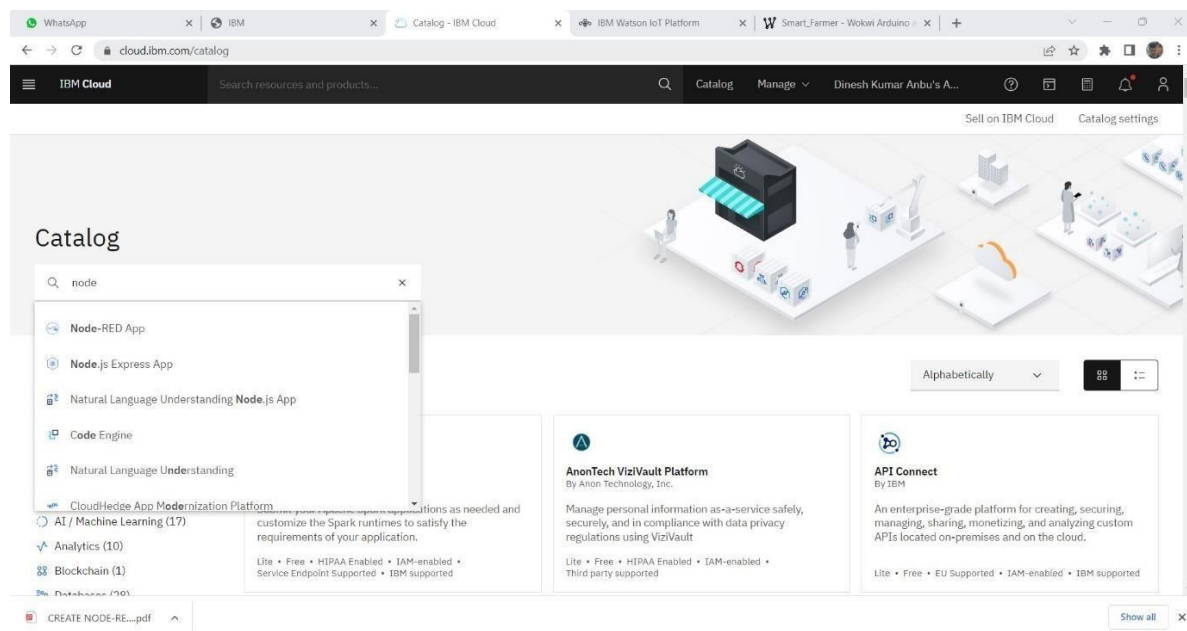 WhatsApp
IBM
Catalog - IBM Cloud
IBM Watson IoT Platform
Smart_Farmer - Wokwi Arduino
cloud.ibm.com/catalog
IBM Cloud
Search resources and products...
Catalog
Manage
Dinesh Kumar Anbu's A...
Sell on IBM Cloud
Catalog settings
Catalog
node
Node-RED App
Node.js Express App
Natural Language Understanding Node.js App
Code Engine
Natural Language Understanding
CloudHedge App Modernization Platform
Alphabetically
AI / Machine Learning (17)
Analytics (10)
Blockchain (1)
Databases (28)
applications as needed and
customize the Spark runtimes to satisfy the
requirements of your application.
Lite • Free • HIPAA Enabled • IAM-enabled •
Service Endpoint Supported • IBM supported
AnonTech ViziVault Platform
By Anon Technology, Inc.
Manage personal information as-a-service safely,
securely, and in compliance with data privacy
regulations using ViziVault
Lite • Free • HIPAA Enabled • IAM-enabled •
Third party supported
API Connect
By IBM
An enterprise-grade platform for creating, securing,
managing, sharing, monetizing, and analyzing custom
APIs located on-premises and on the cloud.
Lite • Free • EU Supported • IAM-enabled • IBM supported
CREATE NODE-RE....pdf
Show all